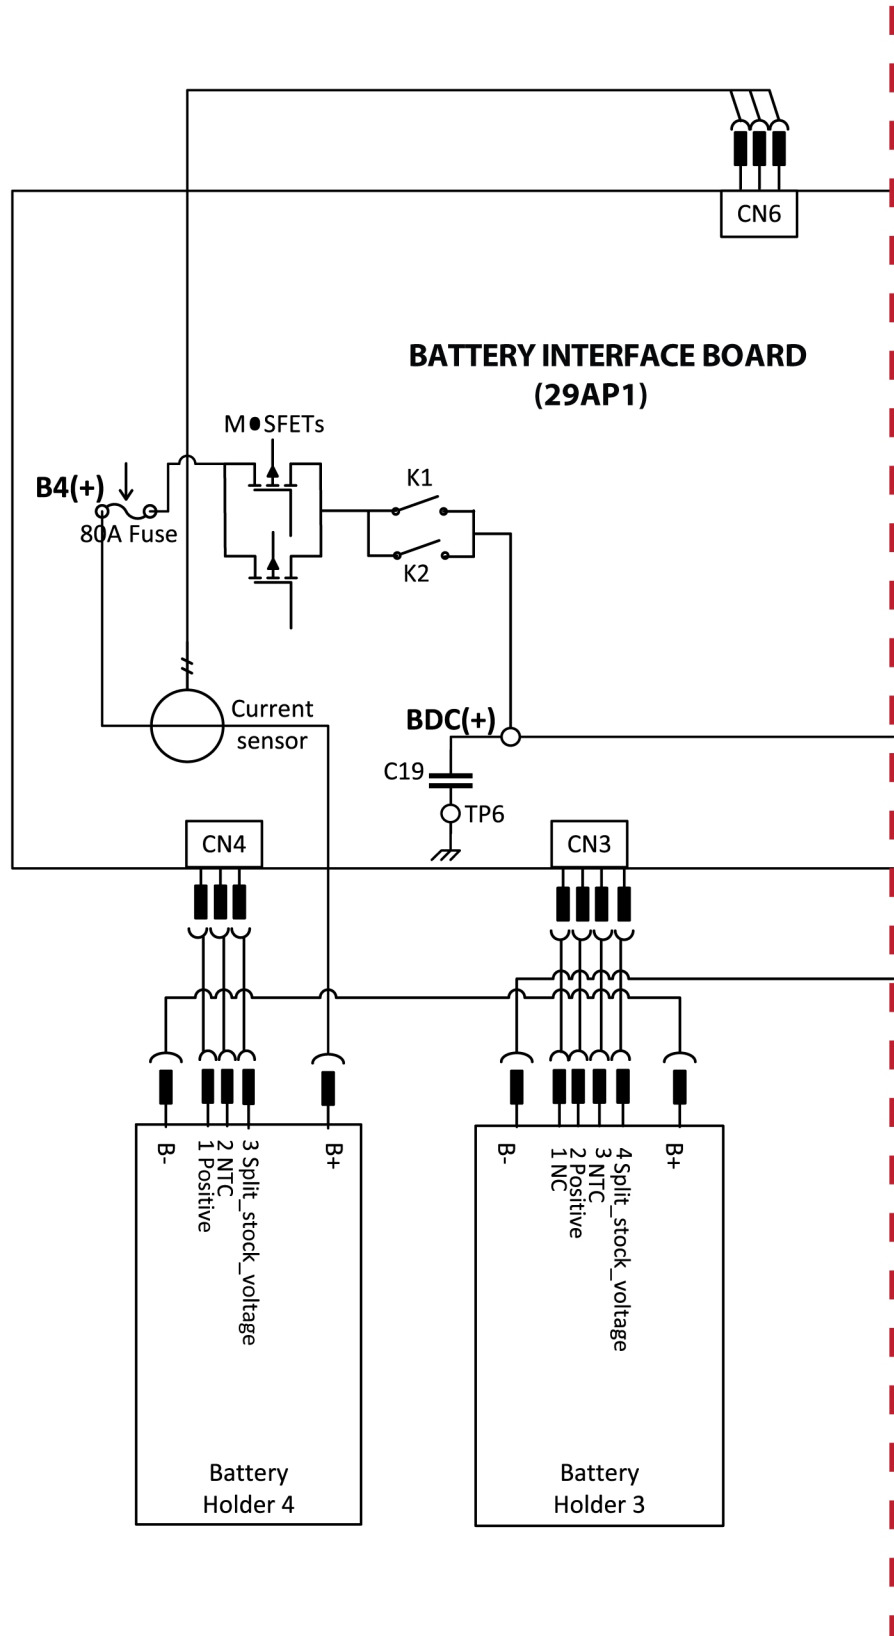 CN6
BATTERY INTERFACE BOARD
(29AP1)
M●SFETs
K1
B4(+)
80A Fuse
K2
Current
sensor
BDC(+)
C19
TP6
CN4
CN3
B-
1 Positive
2 NTC
3 Split_stock_voltage
B+
B-
1 NC
2 Positive
3 NTC
4 Split_stock_voltage
B+
Battery
Holder 4
Battery
Holder 3